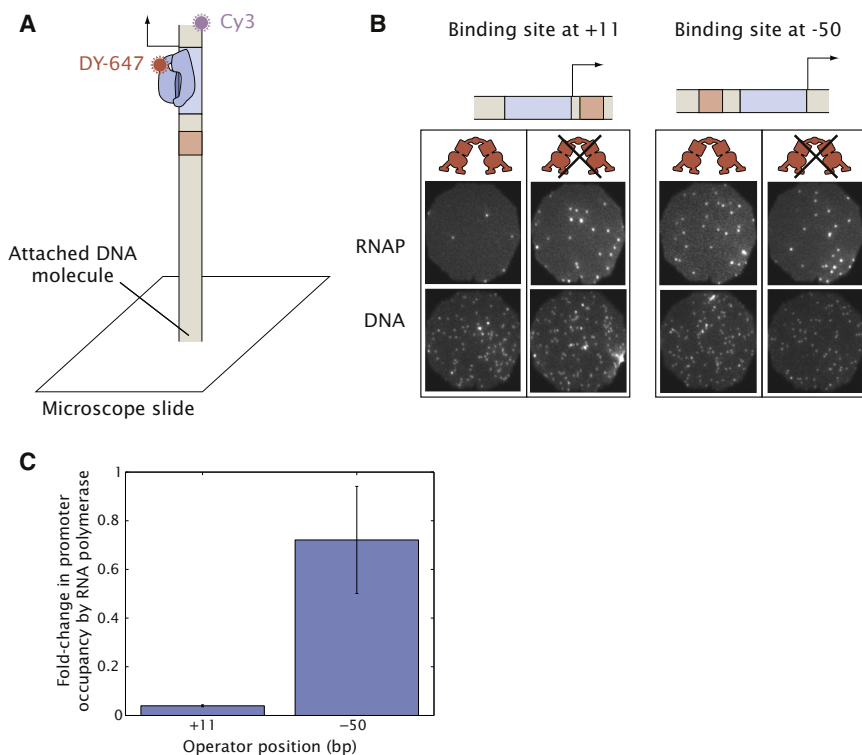 A
Cy3
DY-647
Attached DNA
molecule
Microscope slide
B
Binding site at +11
Binding site at -50
RNAP
DNA
C
Fold-change in promoter
occupancy by RNA polymerase
1
0.8
0.6
0.4
0.2
0
+11
−50
Operator position (bp)